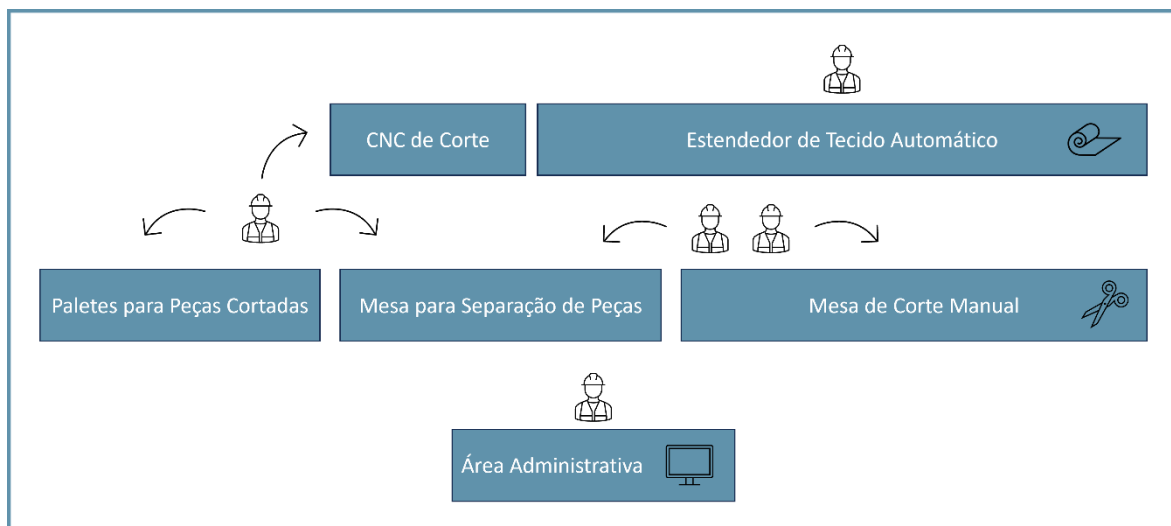 CNC de Corte
Estendedor de Tecido Automático
Paletes para Peças Cortadas
Mesa para Separação de Peças
Mesa de Corte Manual
Área Administrativa